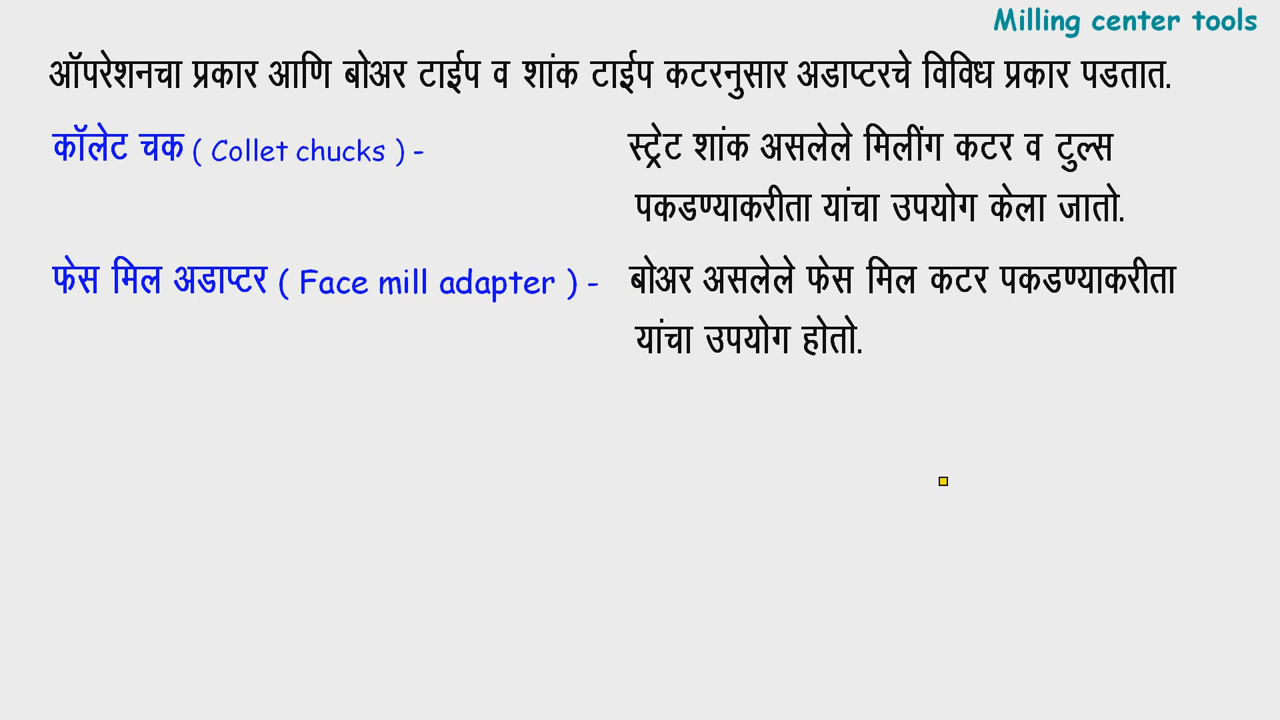 Milling center tools
ऑपरेशनचा प्रकार आणि बोअर टाईप व शांक टाईप कटरनुसार अडाप्टरचे विविध प्रकार पडतात.
कॉलेट चक ( Collet chucks ) - स्ट्रेट शांक असलेले मिलींग कटर व टुल्स
पकडण्याकरीता यांचा उपयोग केला जातो.
फेस मिल अडाप्टर ( Face mill adapter ) - बोअर असलेले फेस मिल कटर पकडण्याकरीता
यांचा उपयोग होतो.